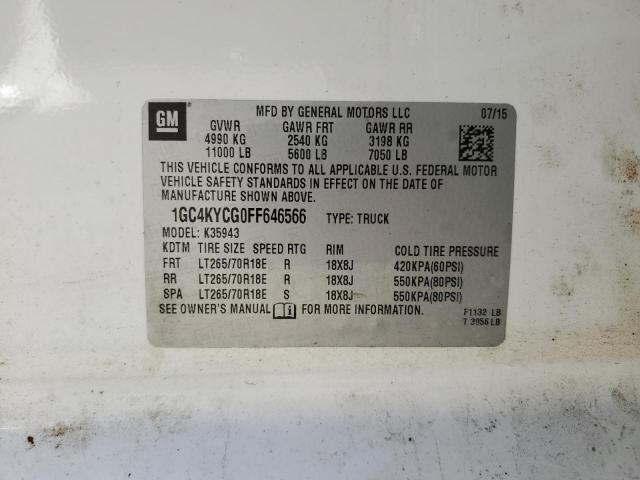 GM
MFD BY GENERAL MOTORS LLC 07/15
GVWR GAWR FRT GAWR RR
4990 KG 2540 KG 3198 KG
11000 LB 5600 LB 7050 LB
THIS VEHICLE CONFORMS TO ALL APPLICABLE U.S. FEDERAL MOTOR
VEHICLE SAFETY STANDARDS IN EFFECT ON THE DATE OF
MANUFACTURE SHOWN ABOVE.
1GC4KYCG0FF646566 TYPE: TRUCK
MODEL: K35943
KDTM TIRE SIZE SPEED RTG RIM COLD TIRE PRESSURE
FRT LT265/70R18E R 18X8J 420KPA(60PSI)
RR LT265/70R18E R 18X8J 550KPA(80PSI)
SPA LT265/70R18E S 18X8J 550KPA(80PSI)
SEE OWNER'S MANUAL FOR MORE INFORMATION.
F1132 LB
T 3956 LB